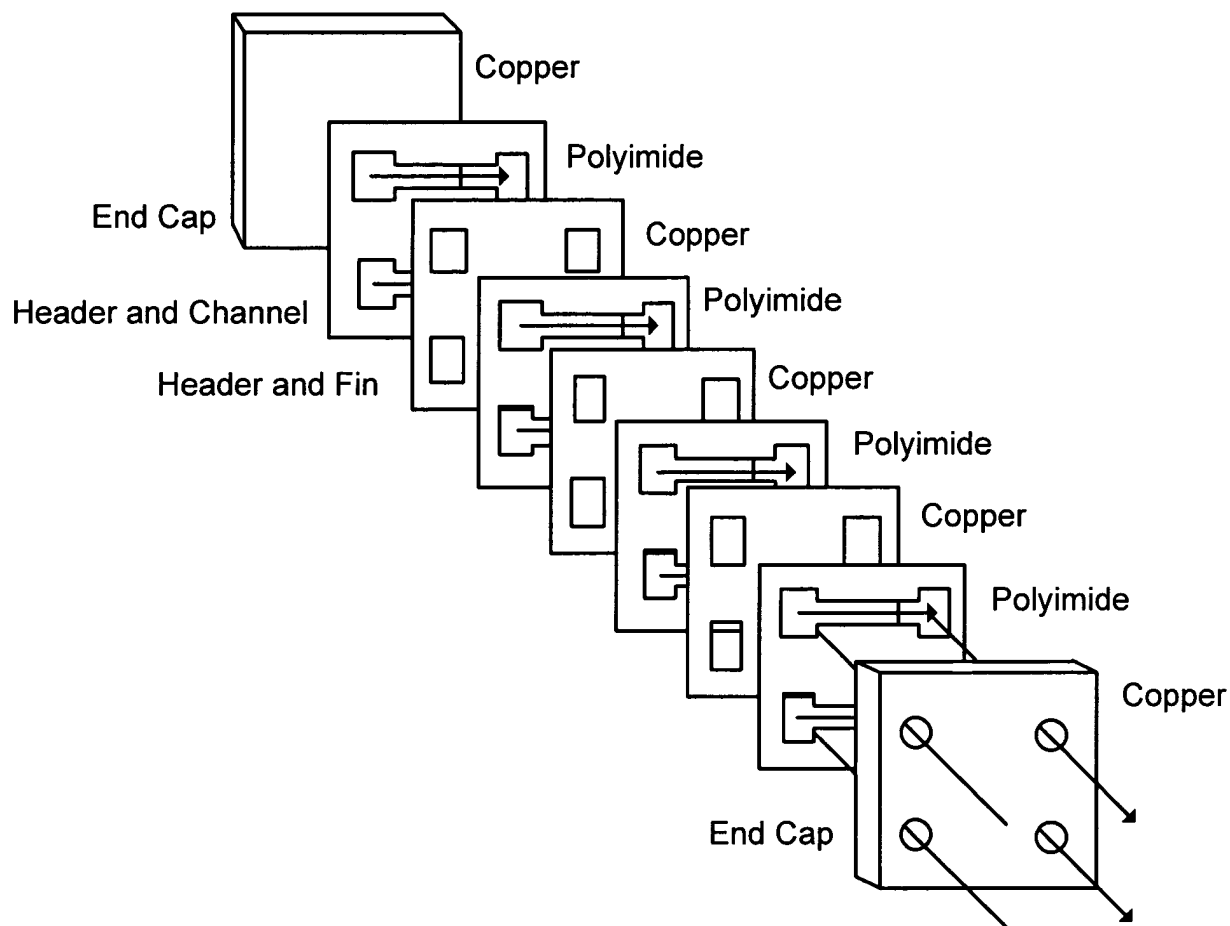 Copper
Polyimide
End Cap
Copper
Header and Channel
Polyimide
Header and Fin
Copper
Polyimide
Copper
Polyimide
Copper
End Cap